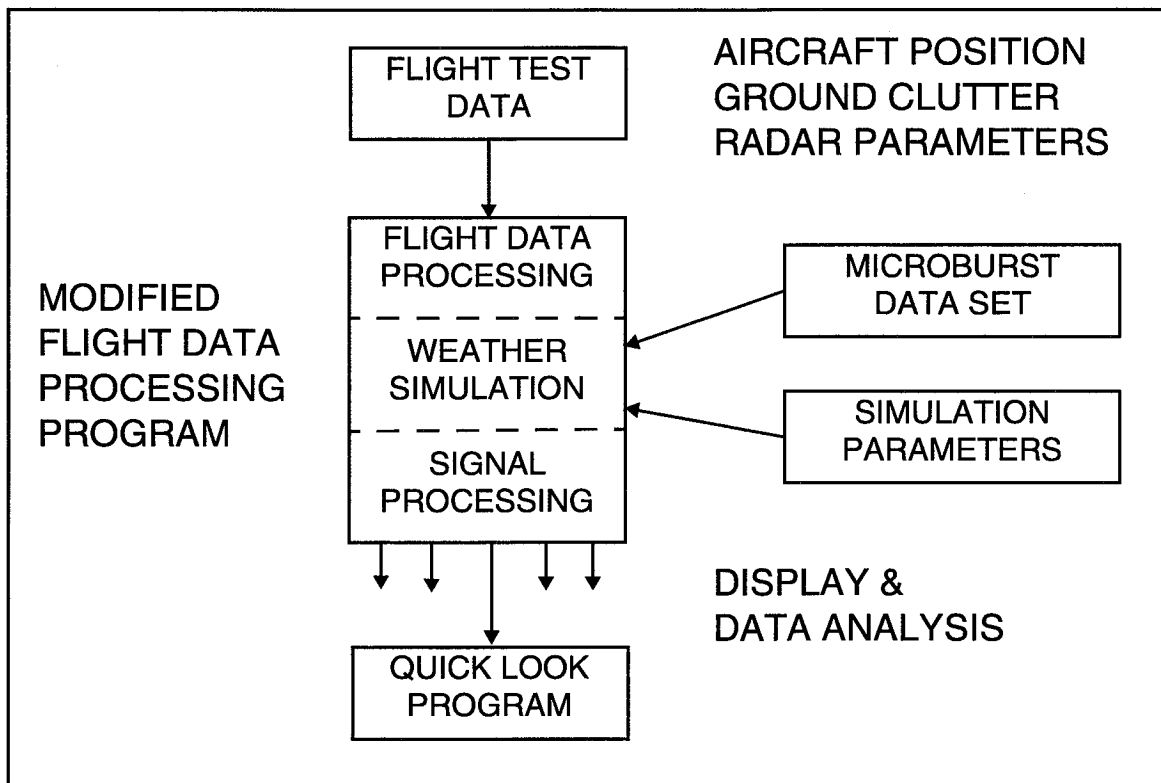 FLIGHT TEST
DATA
AIRCRAFT POSITION
GROUND CLUTTER
RADAR PARAMETERS
MODIFIED
FLIGHT DATA
PROCESSING
PROGRAM
FLIGHT DATA
PROCESSING
WEATHER
SIMULATION
SIGNAL
PROCESSING
MICROBURST
DATA SET
SIMULATION
PARAMETERS
DISPLAY &
DATA ANALYSIS
QUICK LOOK
PROGRAM